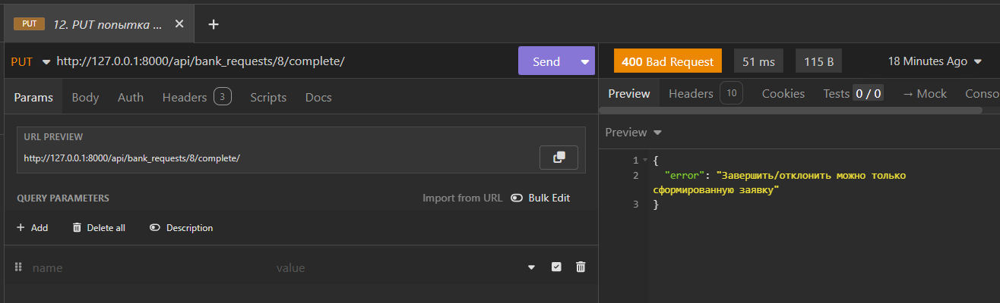 PUT 12. PUT попытка ...
PUT http://127.0.0.1:8000/api/bank_requests/8/complete/ Send
400 Bad Request 51 ms 115 B 18 Minutes Ago
Params Body Auth Headers 3 Scripts Docs
Preview Headers 10 Cookies Tests 0 / 0 → Mock Conso
URL PREVIEW
http://127.0.0.1:8000/api/bank_requests/8/complete/
Preview
QUERY PARAMETERS Import from URL Bulk Edit
+ Add Delete all Description
name value
1 {
2 "error": "Завершить/отклонить можно только
сформированную заявку"
3 }